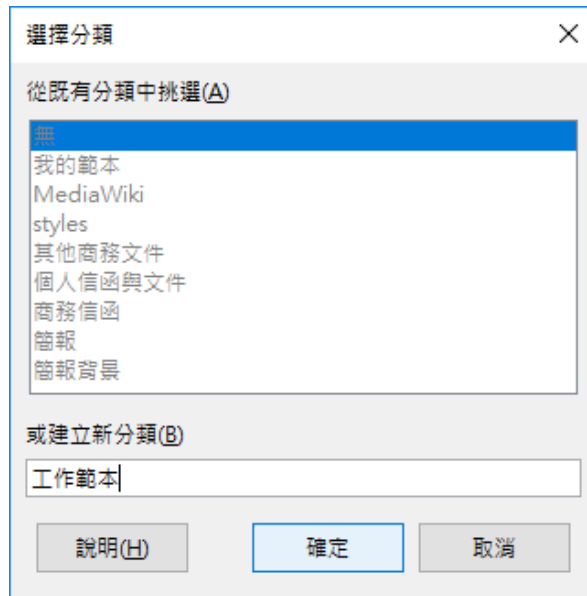 選擇分類
從既有分類中挑選(A)
無
我的範本
MediaWiki
styles
其他商務文件
個人信函與文件
商務信函
簡報
簡報背景
或建立新分類(B)
工作範本
說明(H)
確定
取消